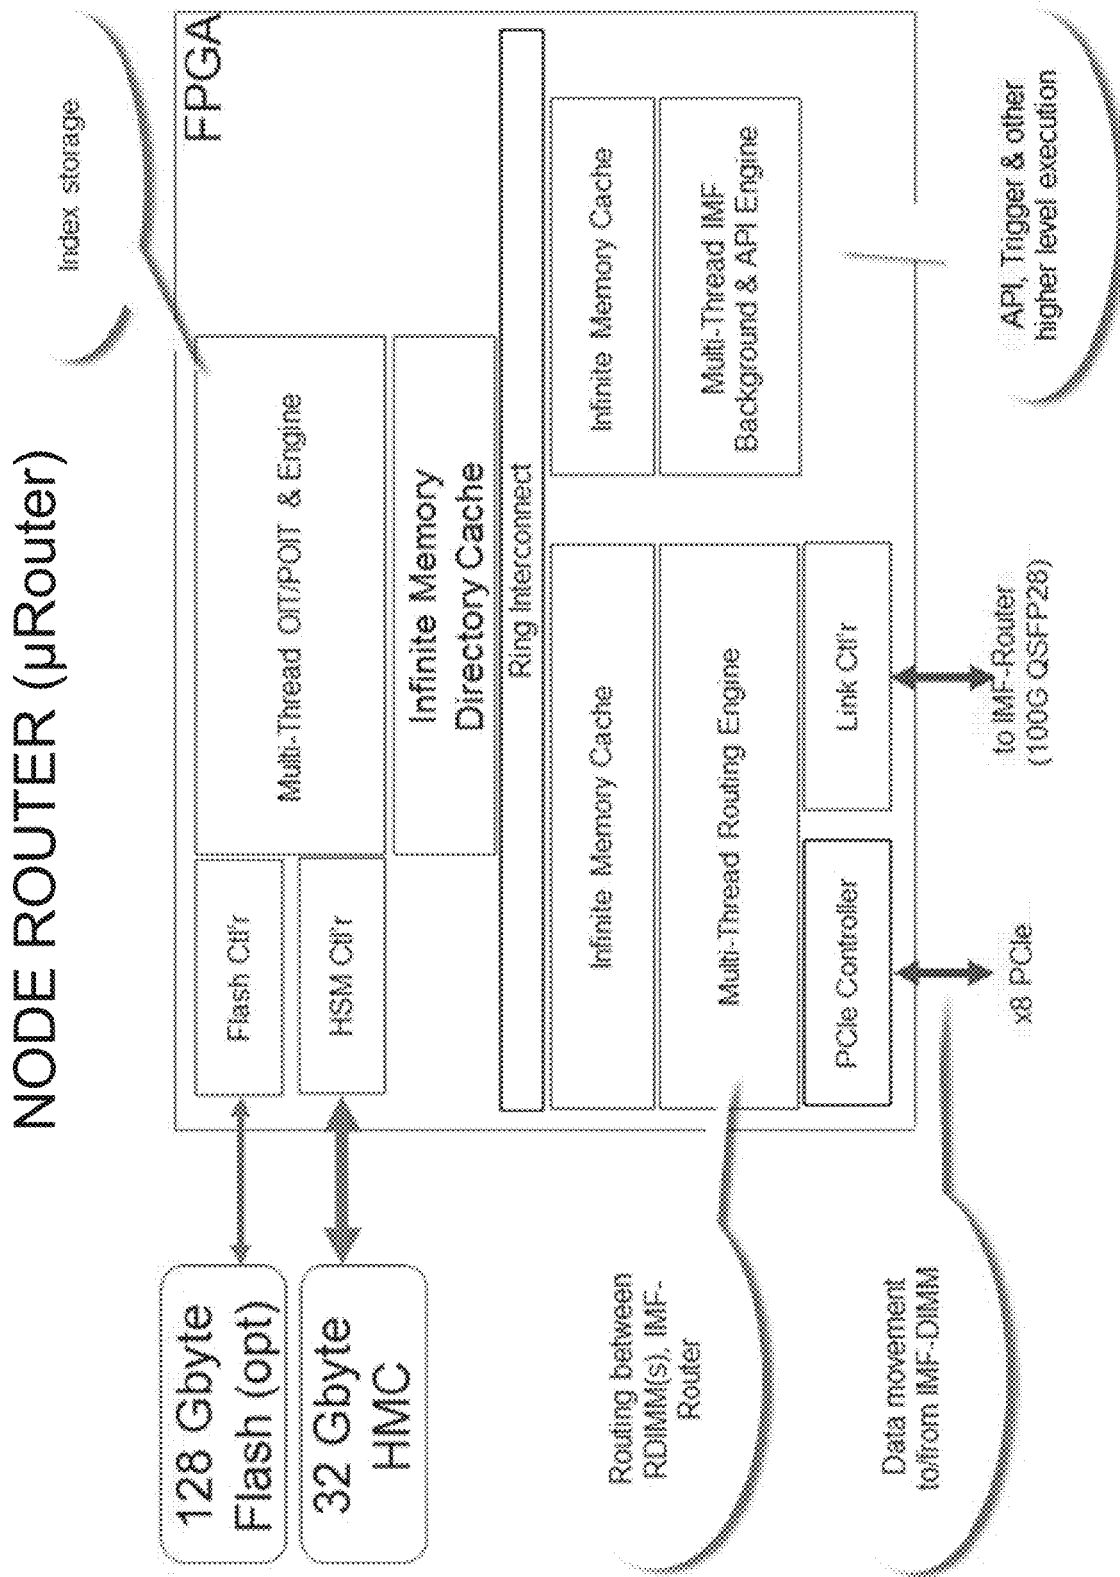 NODE ROUTER (µRouter)
Index storage
FPGA
128 Gbyte
Flash (opt)
Flash Ctl'r
Multi-Thread OIT/POIT & Engine
32 Gbyte
HMC
HSM Ctl'r
Infinite Memory
Directory Cache
Ring Interconnect
Infinite Memory Cache
Infinite Memory Cache
Routing between
RDIMM(s), IMF-
Router
Multi-Thread Routing Engine
Multi-Thread IMF
Background & API Engine
PCIe Controller
Link Ctl'r
Data movement
to/from IMF-DIMM
x8 PCIe
to IMF-Router
(100G QSFP28)
API, Trigger & other
higher level execution